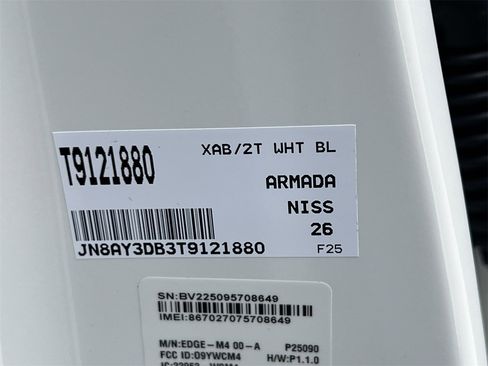 T9121880
XAB/2T WHT BL
ARMADA
NISS
26
JN8AY3DB3T9121880
F25
SN:BV225095708649
IMEI:867027075708649
M/N:EDGE-M4 00-A P25090
FCC ID:O9YWCM4 H/W:P1.1.0